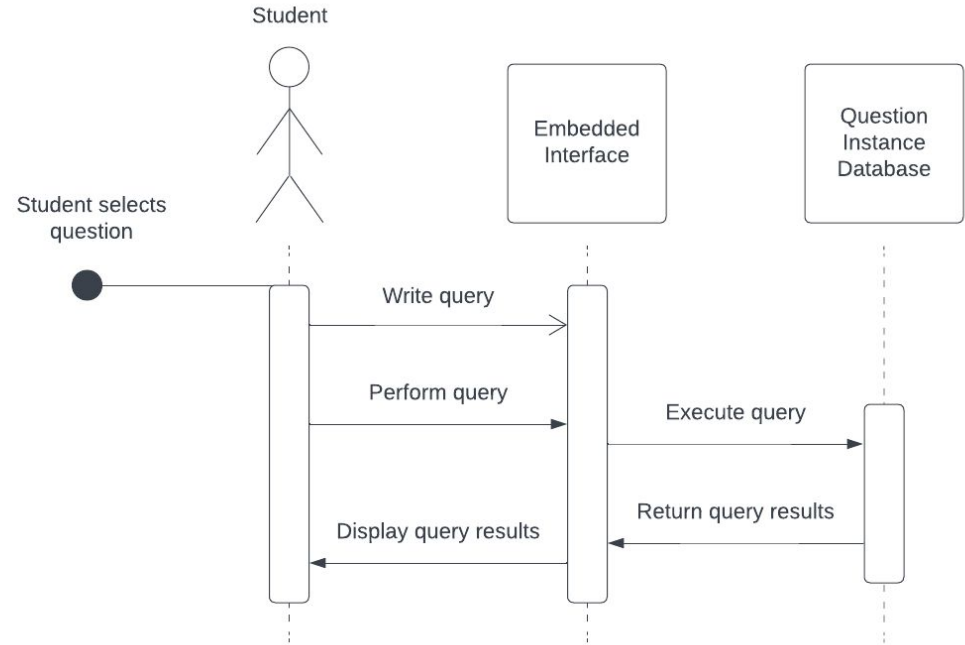 Student
Embedded
Interface
Question
Instance
Database
Student selects
question
Write query
Perform query
Execute query
Return query results
Display query results